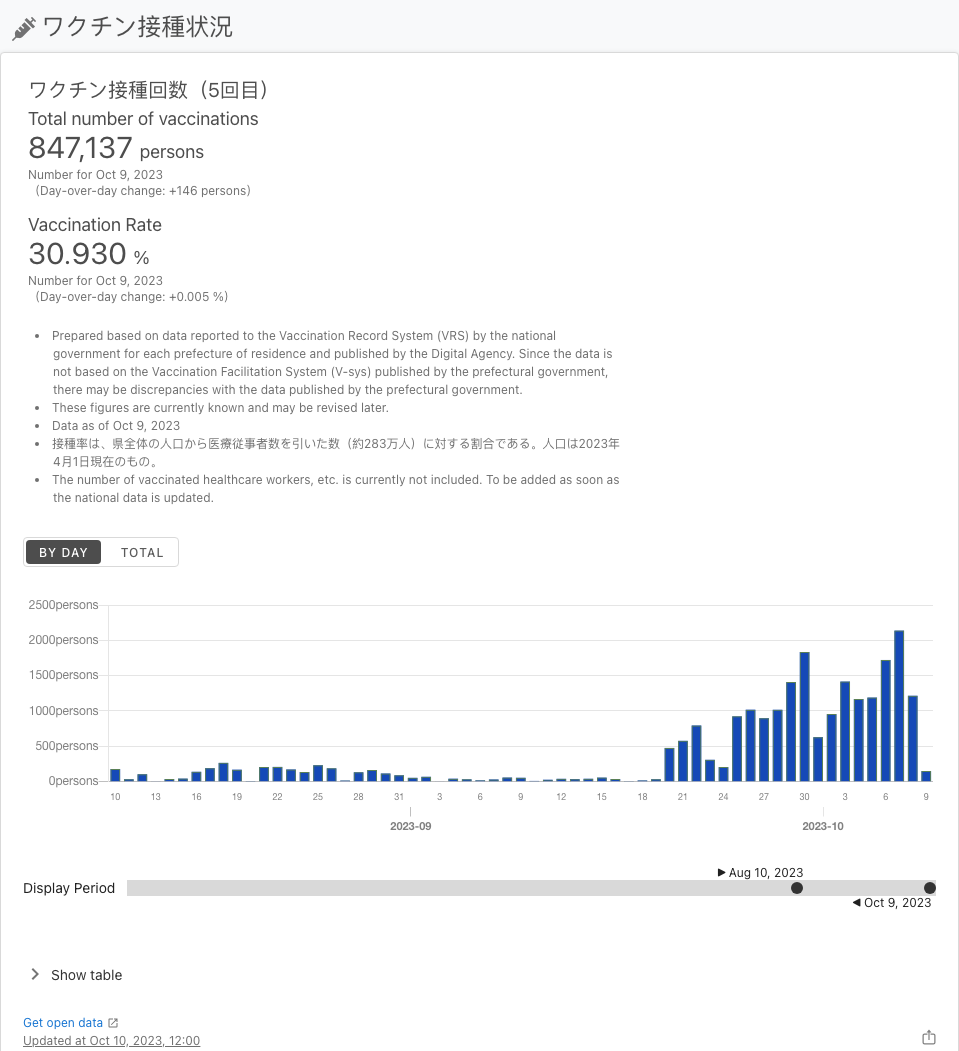 ワクチン接種状況
ワクチン接種回数（5回目）
Total number of vaccinations
847,137 persons
Number for Oct 9, 2023
（Day-over-day change: +146 persons）
Vaccination Rate
30.930 %
Number for Oct 9, 2023
（Day-over-day change: +0.005 %）
• Prepared based on data reported to the Vaccination Record System (VRS) by the national
government for each prefecture of residence and published by the Digital Agency. Since the data is
not based on the Vaccination Facilitation System (V-sys) published by the prefectural government,
there may be discrepancies with the data published by the prefectural government.
• These figures are currently known and may be revised later.
• Data as of Oct 9, 2023
• 接種率は、県全体の人口から医療従事者数を引いた数（約283万人）に対する割合である。人口は2023年
4月1日現在のもの。
• The number of vaccinated healthcare workers, etc. is currently not included. To be added as soon as
the national data is updated.
BY DAY TOTAL
2500persons
2000persons
1500persons
1000persons
500persons
0persons
10 13 16 19 22 25 28 31 3 6 9 12 15 18 21 24 27 30 3 6 9
2023-09 2023-10
▶ Aug 10, 2023
Display Period
◀ Oct 9, 2023
Show table
Get open data
Updated at Oct 10, 2023, 12:00